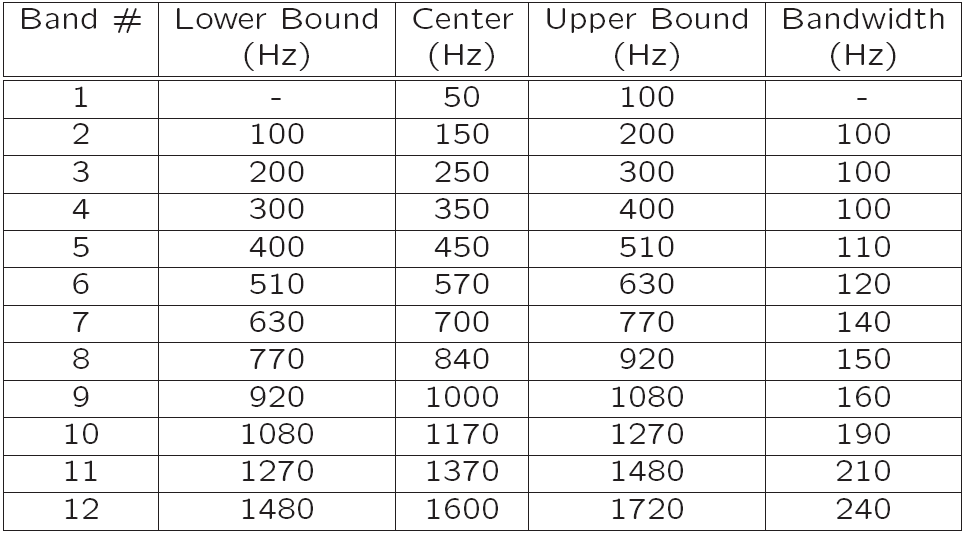 Band # Lower Bound Center Upper Bound Bandwidth
(Hz) (Hz) (Hz) (Hz)
1 - 50 100 -
2 100 150 200 100
3 200 250 300 100
4 300 350 400 100
5 400 450 510 110
6 510 570 630 120
7 630 700 770 140
8 770 840 920 150
9 920 1000 1080 160
10 1080 1170 1270 190
11 1270 1370 1480 210
12 1480 1600 1720 240